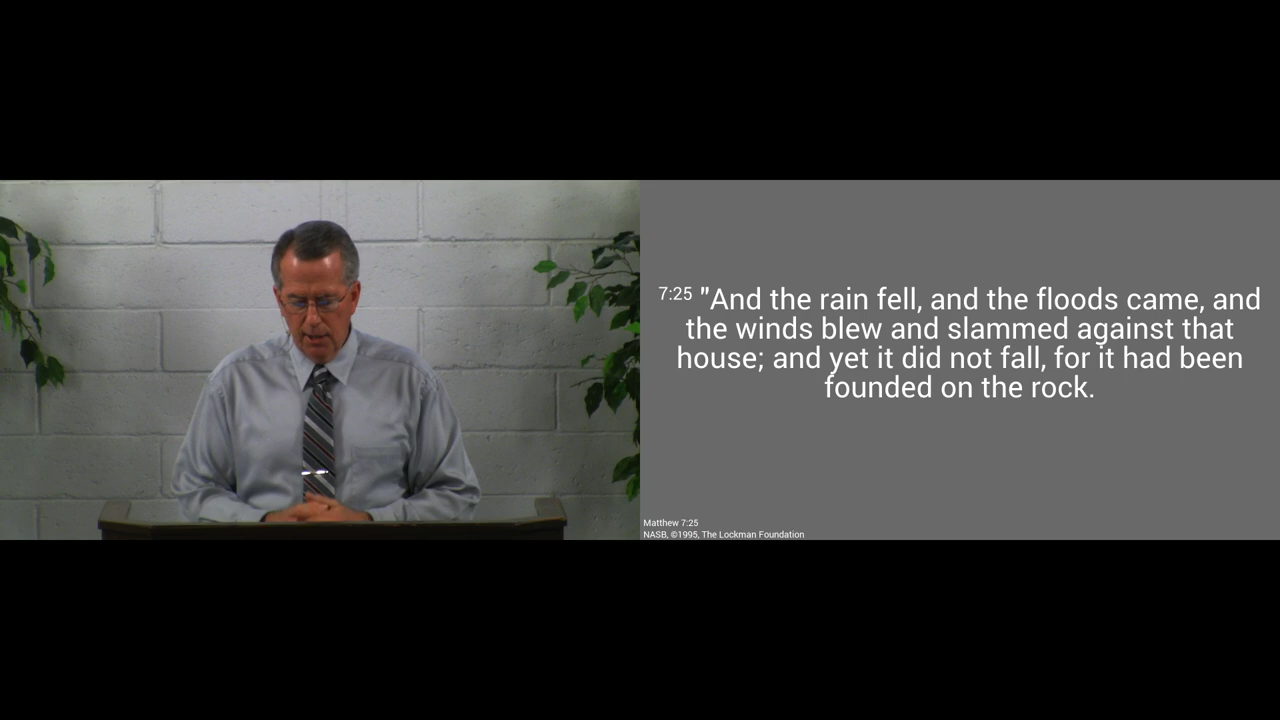 7:25 "And the rain fell, and the floods came, and
the winds blew and slammed against that
house; and yet it did not fall, for it had been
founded on the rock.
Matthew 7:25
NASB, ©1995, The Lockman Foundation